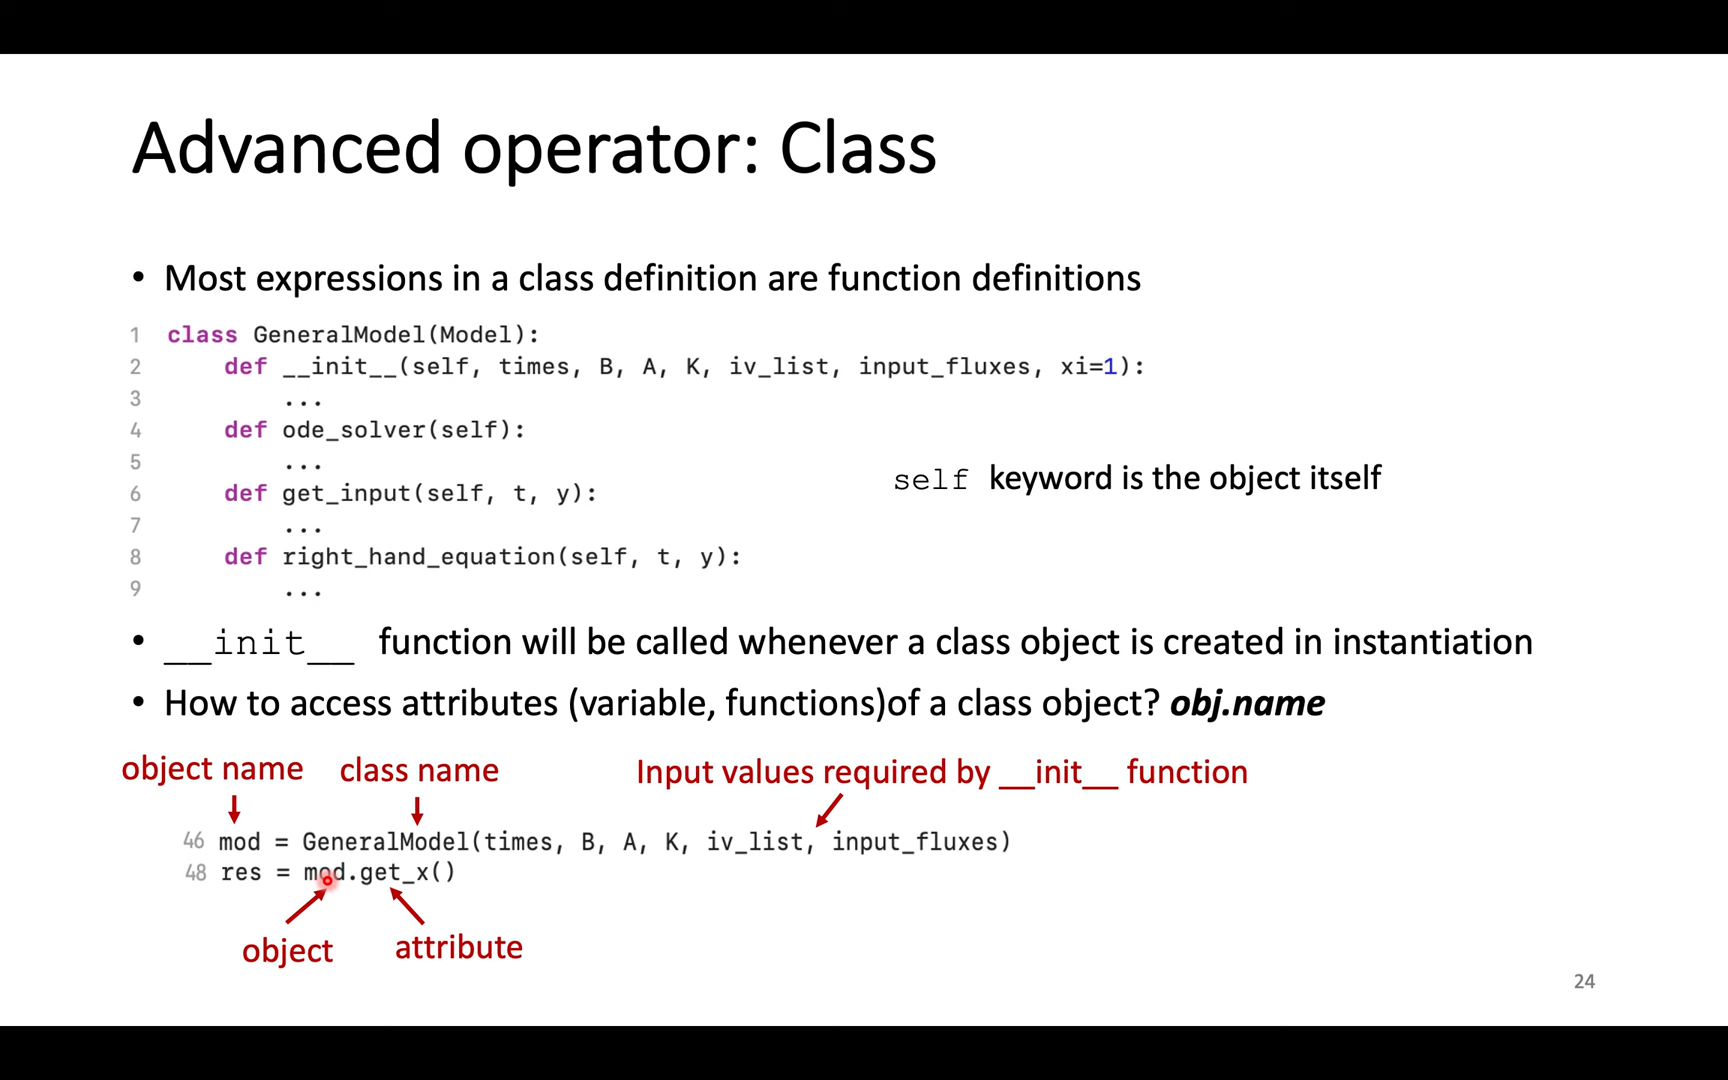 Advanced operator: Class
• Most expressions in a class definition are function definitions
1 class GeneralModel(Model):
2     def __init__(self, times, B, A, K, iv_list, input_fluxes, xi=1):
3         ...
4     def ode_solver(self):
5         ...
6     def get_input(self, t, y):
7         ...
8     def right_hand_equation(self, t, y):
9         ...
self keyword is the object itself
• __init__ function will be called whenever a class object is created in instantiation
• How to access attributes (variable, functions)of a class object? obj.name
object name class name Input values required by __init__ function
46 mod = GeneralModel(times, B, A, K, iv_list, input_fluxes)
48 res = mod.get_x()
object attribute
24